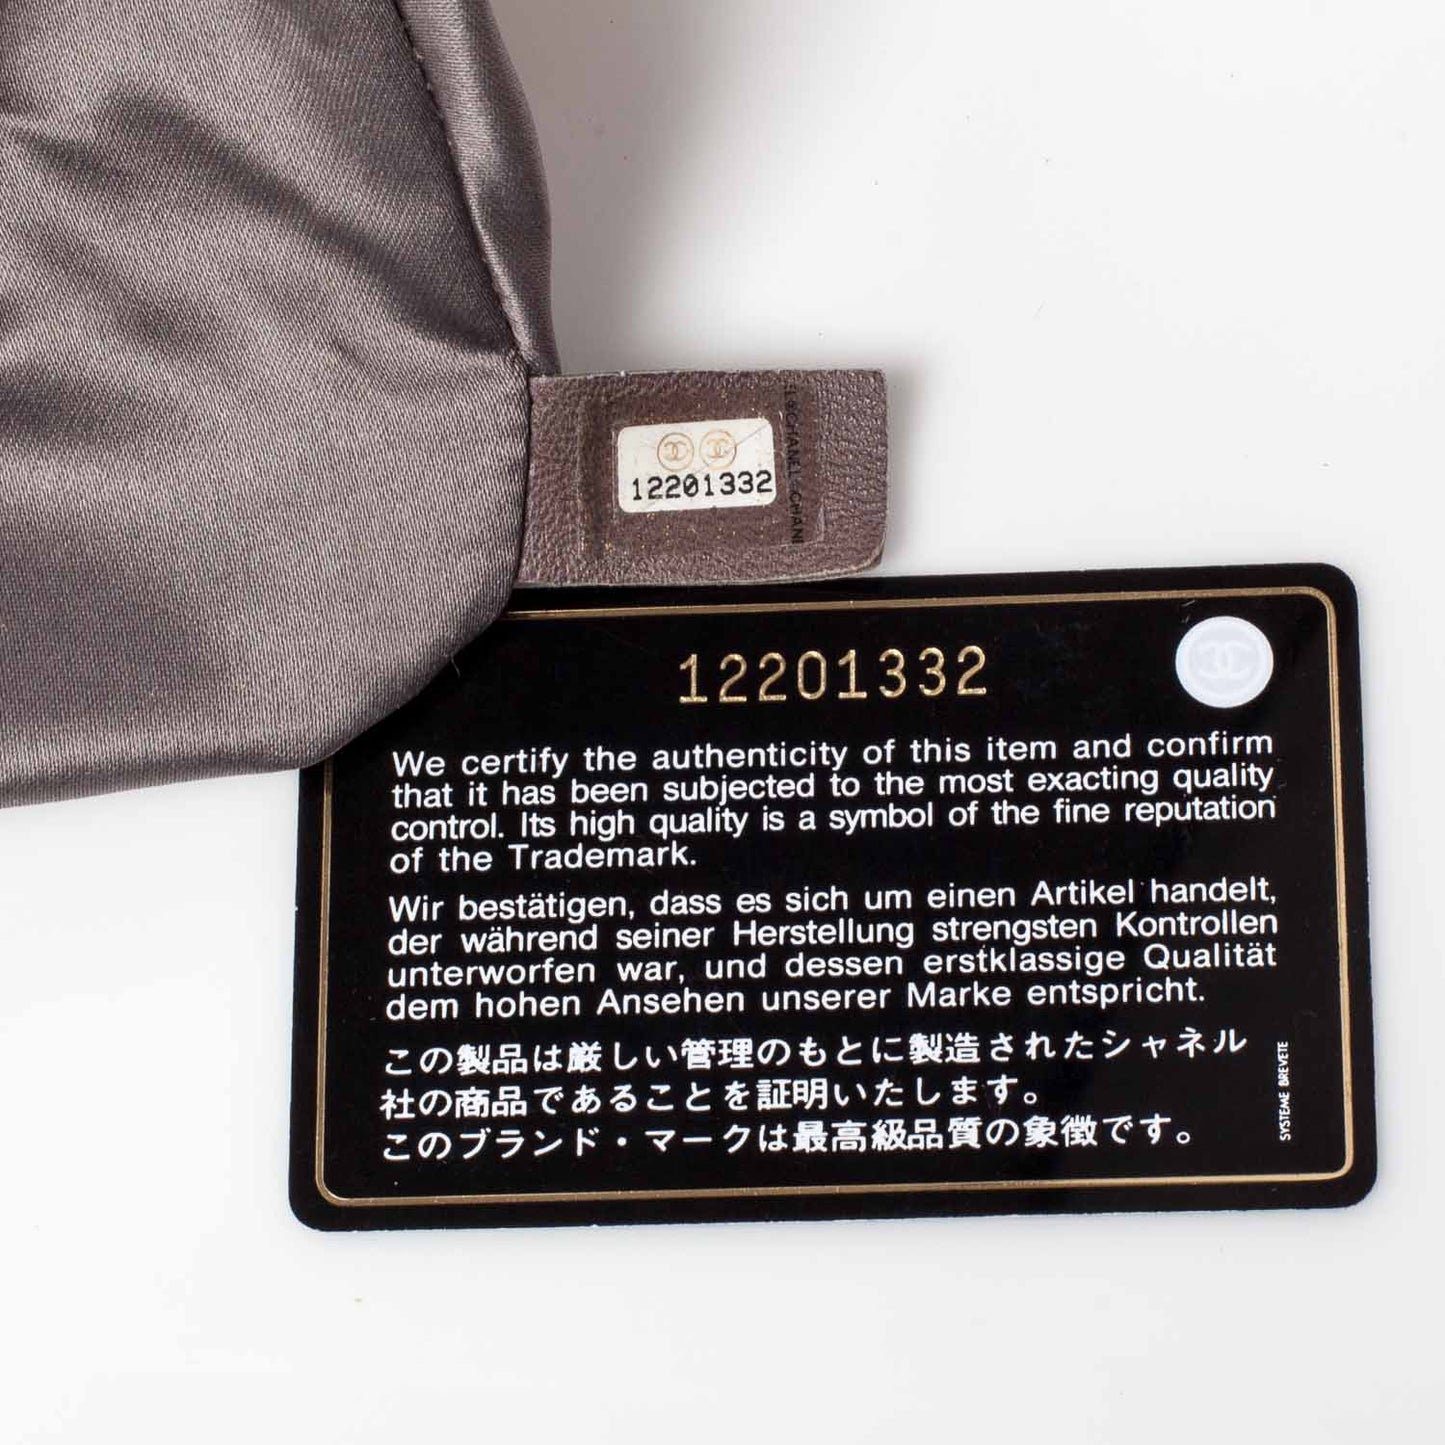 12201332
ELSCHANEL CHANE
12201332
We certify the authenticity of this item and confirm
that it has been subjected to the most exacting quality
control. Its high quality is a symbol of the fine reputation
of the Trademark.
Wir bestätigen, dass es sich um einen Artikel handelt,
der während seiner Herstellung strengsten Kontrollen
unterworfen war, und dessen erstklassige Qualität
dem hohen Ansehen unserer Marke entspricht.
この製品は厳しい管理のもとに製造されたシャネル
社の商品であることを証明いたします。
このブランド・マークは最高級品質の象徴です。
SYSTEME BREVETE